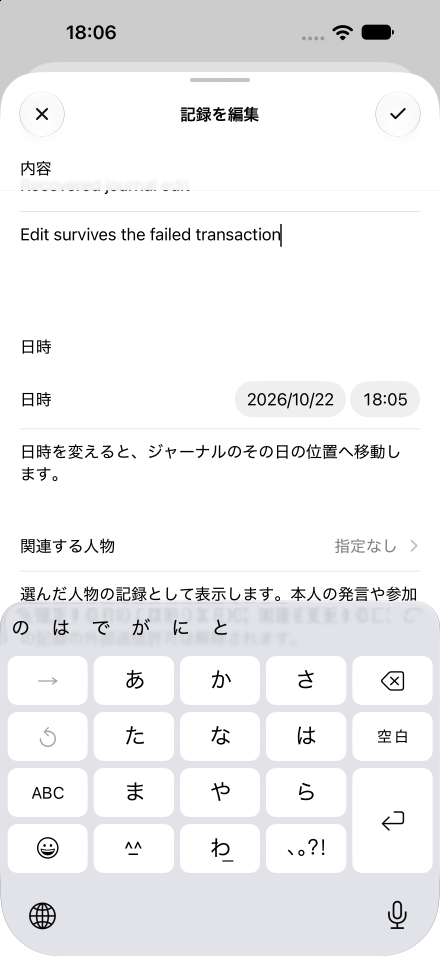 18:06
記録を編集
内容
Recovered journal edit
Edit survives the failed transaction
日時
日時 2026/10/22 18:05
日時を変えると、ジャーナルのその日の位置へ移動し
ます。
関連する人物 指定なし
選んだ人物の記録として表示します。本人の発言や参加
の は で が に と
→ あ か さ
た な は 空白
ABC ま や ら
^^ わ_ 、。?!